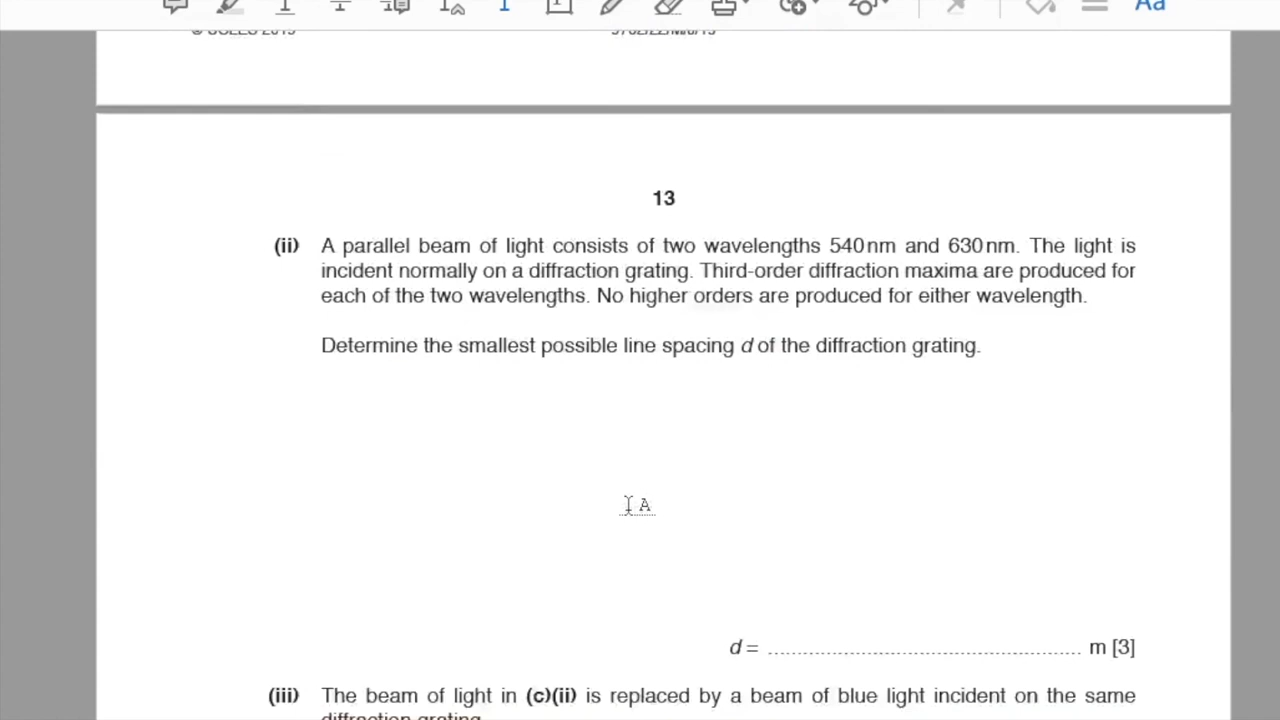 13
(ii) A parallel beam of light consists of two wavelengths 540 nm and 630 nm. The light is
incident normally on a diffraction grating. Third-order diffraction maxima are produced for
each of the two wavelengths. No higher orders are produced for either wavelength.
Determine the smallest possible line spacing d of the diffraction grating.
A
d = ........................................................ m [3]
(iii) The beam of light in (c)(ii) is replaced by a beam of blue light incident on the same
diffraction grating.